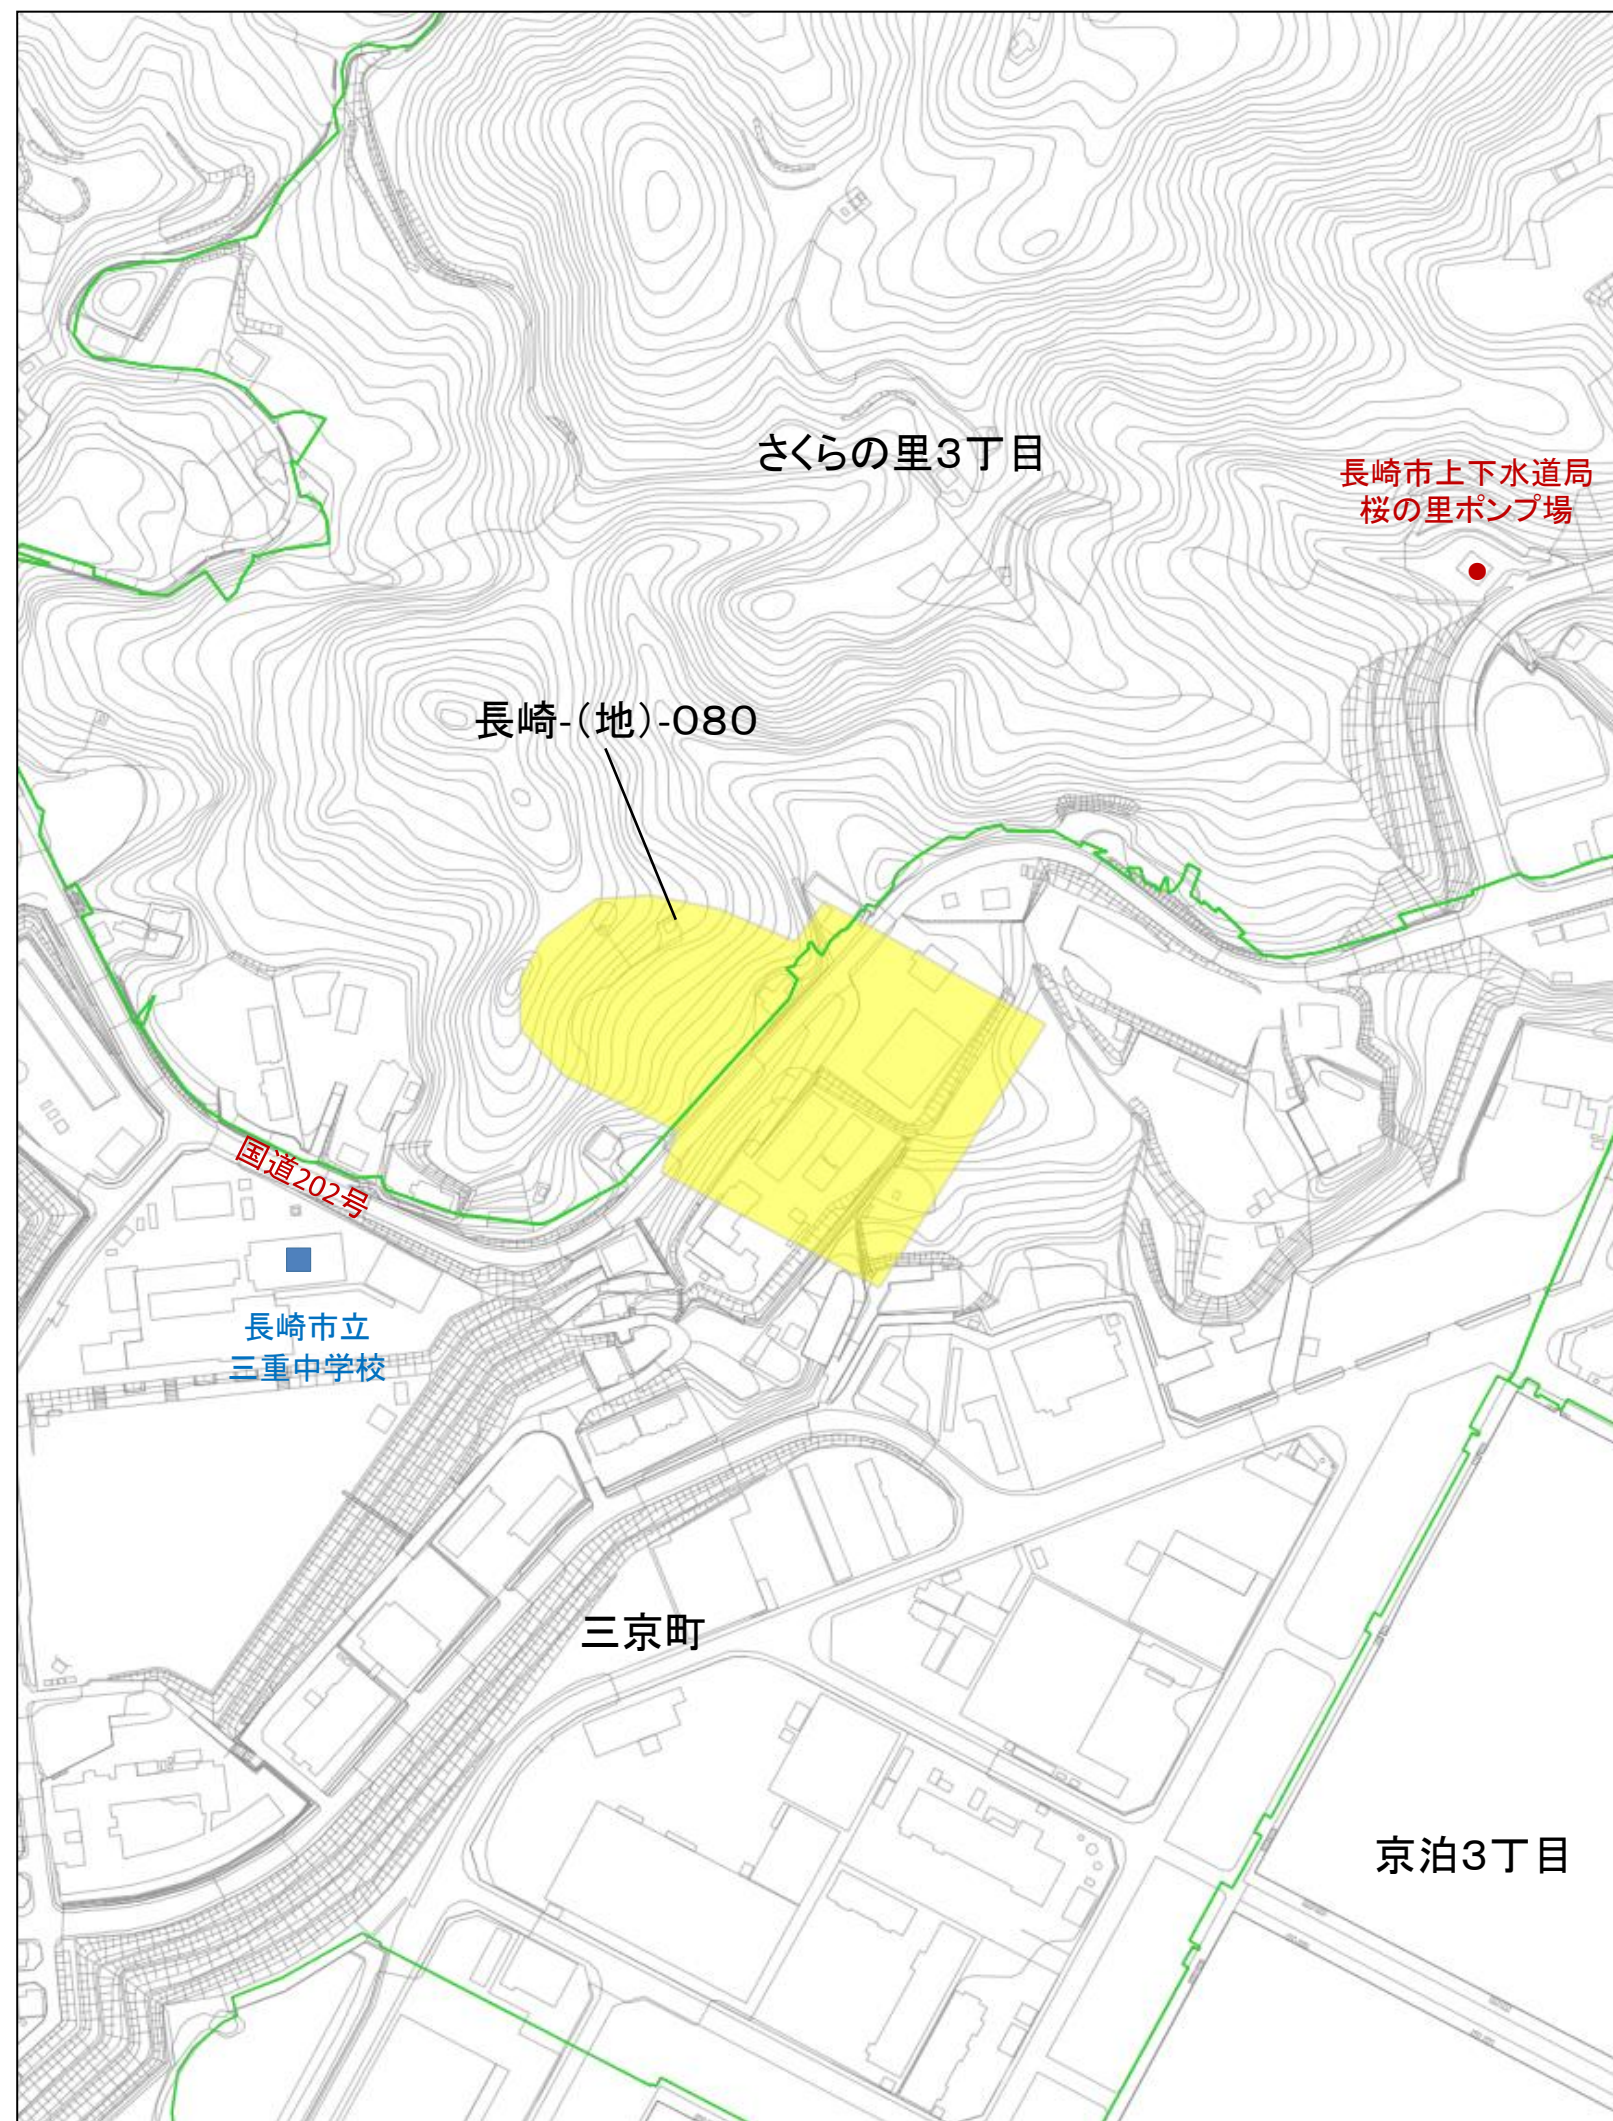 さくらの里3丁目
長崎市上下水道局
桜の里ポンプ場
長崎-(地)-080
国道202号
長崎市立
三重中学校
三京町
京泊3丁目